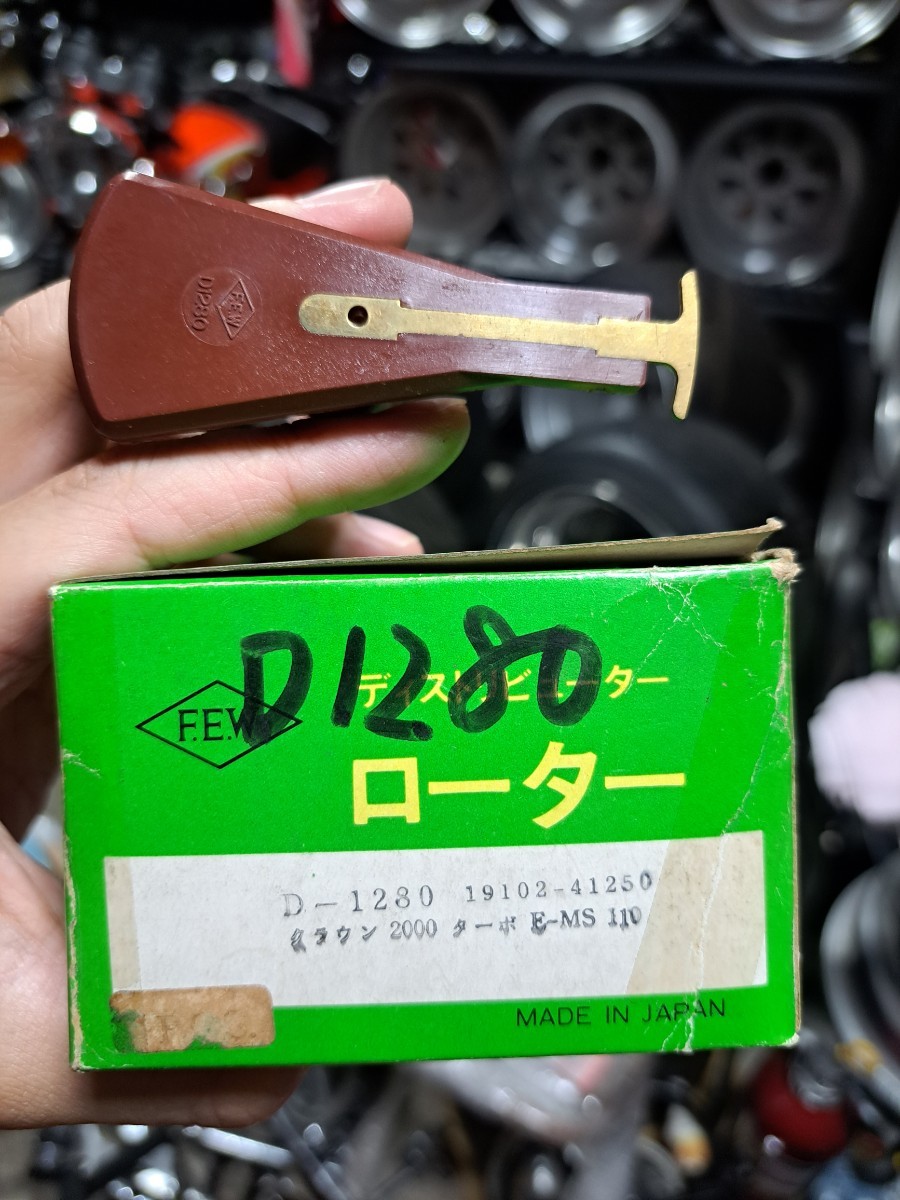 F.E.W
D1280
D1280
ディストリビューター
F.E.W
ローター
D-1280 19102-41250
クラウン 2000 ターボ E-MS 110
MADE IN JAPAN